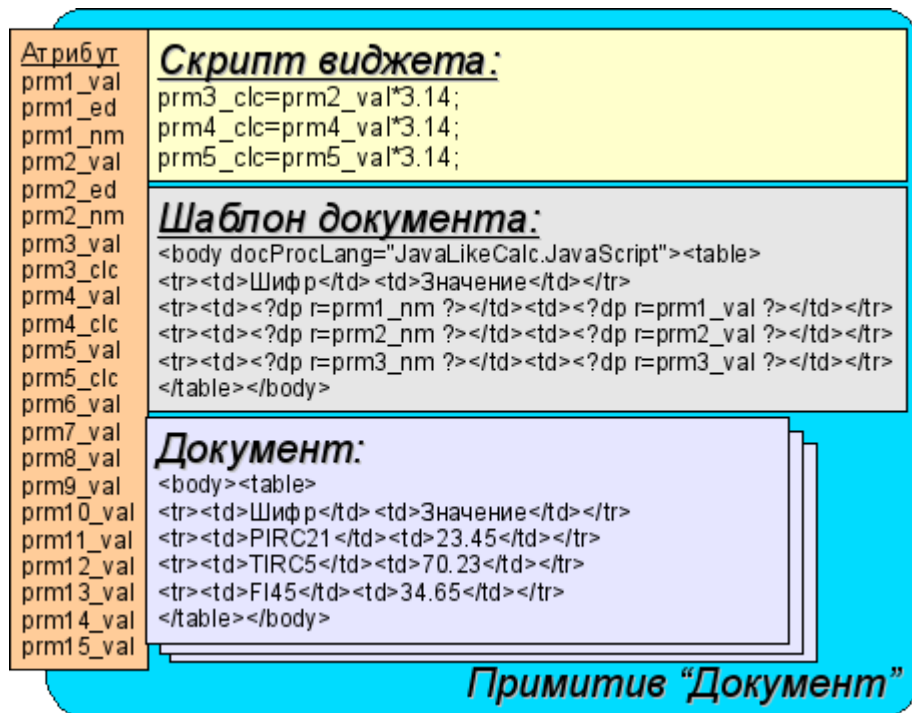 Атрибут
prm1_val
prm1_ed
prm1_nm
prm2_val
prm2_ed
prm2_nm
prm3_val
prm3_clc
prm4_val
prm4_clc
prm5_val
prm5_clc
prm6_val
prm7_val
prm8_val
prm9_val
prm10_val
prm11_val
prm12_val
prm13_val
prm14_val
prm15_val
Скрипт виджета:
prm3_clc=prm2_val*3.14;
prm4_clc=prm4_val*3.14;
prm5_clc=prm5_val*3.14;
Шаблон документа:
<body docProcLang="JavaLikeCalc.JavaScript"><table>
<tr><td>Шифр</td><td>Значение</td></tr>
<tr><td><?dp r=prm1_nm ?></td><td><?dp r=prm1_val ?></td></tr>
<tr><td><?dp r=prm2_nm ?></td><td><?dp r=prm2_val ?></td></tr>
<tr><td><?dp r=prm3_nm ?></td><td><?dp r=prm3_val ?></td></tr>
</table></body>
Документ:
<body><table>
<tr><td>Шифр</td><td>Значение</td></tr>
<tr><td>PIRC21</td><td>23.45</td></tr>
<tr><td>TIRC5</td><td>70.23</td></tr>
<tr><td>FI45</td><td>34.65</td></tr>
</table></body>
Примитив “Документ”